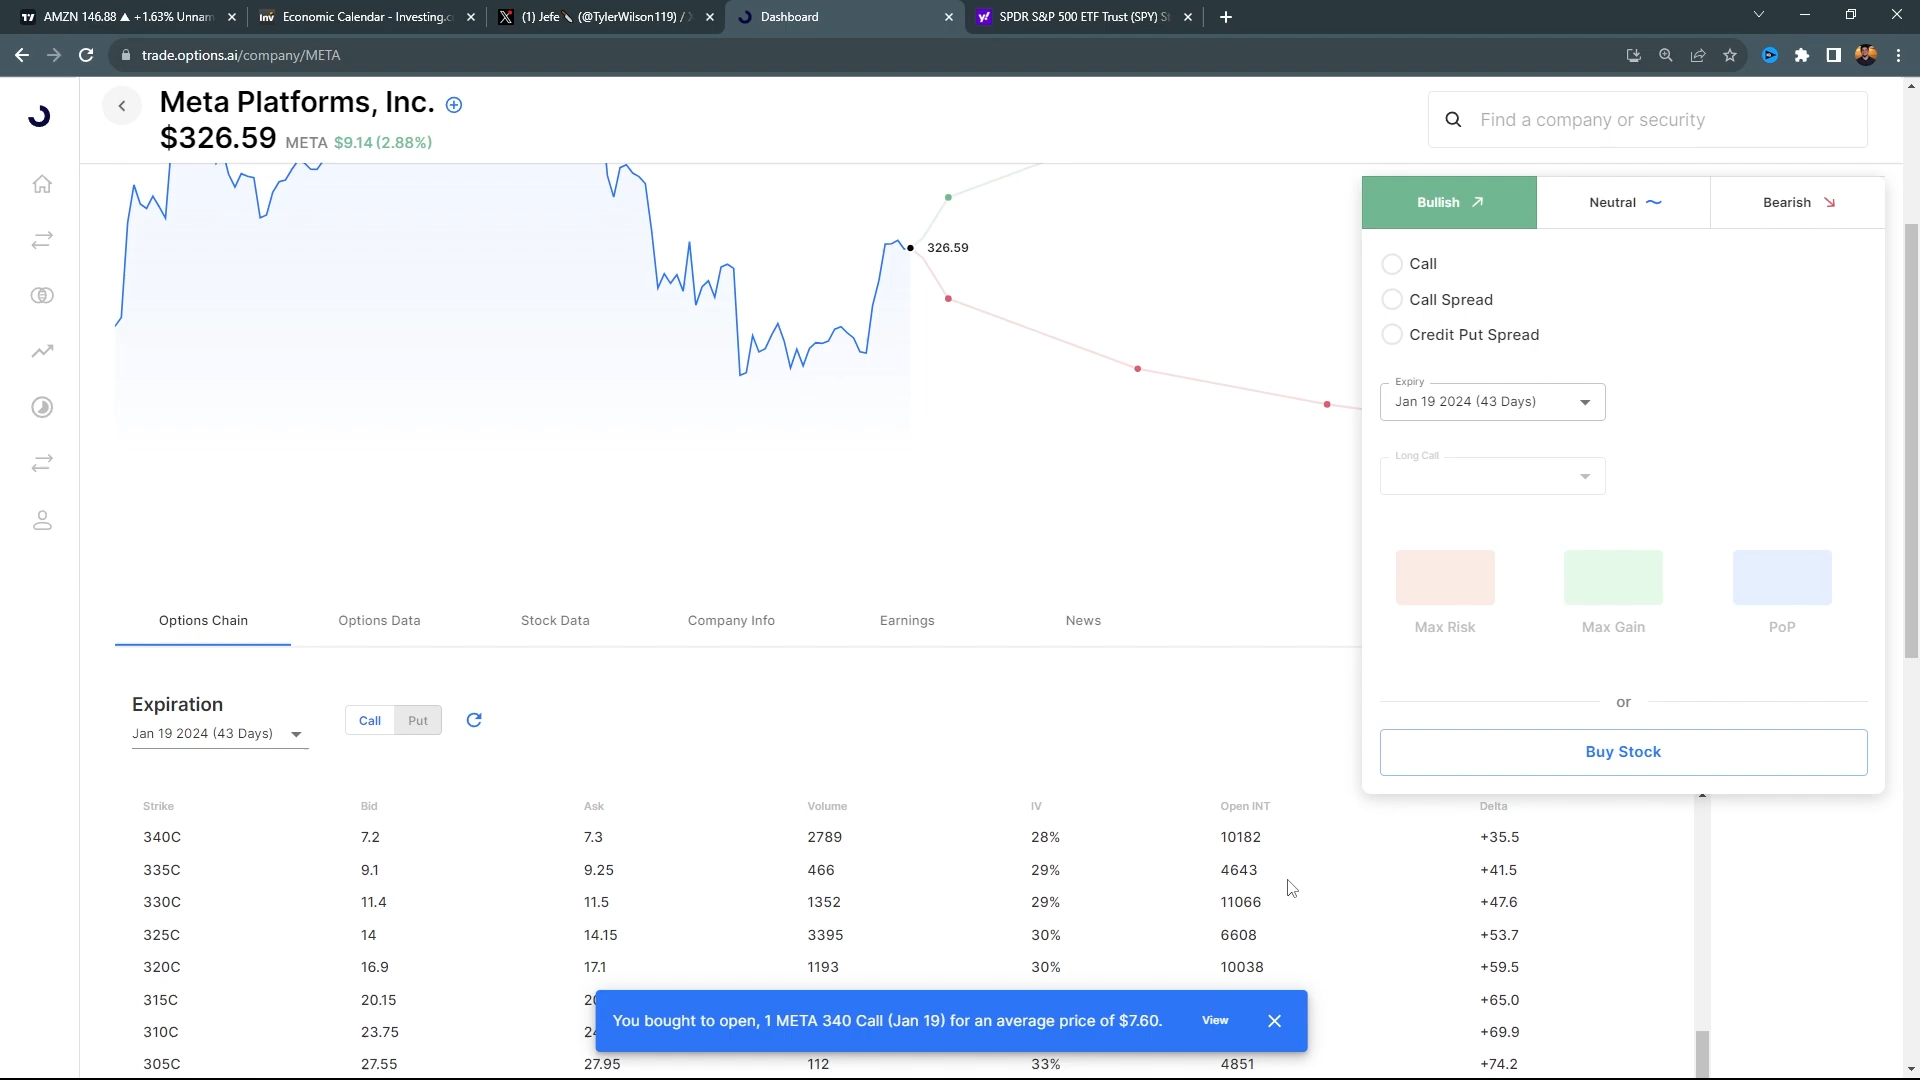 AMZN 146.88 ▲ +1.63% Unnam
Economic Calendar - Investing.c
(1) Jefe (@TylerWilson119) /
Dashboard
SPDR S&P 500 ETF Trust (SPY) S
trade.options.ai/company/META
Meta Platforms, Inc.
$326.59 META $9.14 (2.88%)
Find a company or security
326.59
Bullish
Neutral
Bearish
Call
Call Spread
Credit Put Spread
Expiry
Jan 19 2024 (43 Days)
Long Call
Max Risk
Max Gain
PoP
or
Buy Stock
Options Chain
Options Data
Stock Data
Company Info
Earnings
News
Expiration
Jan 19 2024 (43 Days)
Call
Put
Strike Bid Ask Volume IV Open INT Delta
340C 7.2 7.3 2789 28% 10182 +35.5
335C 9.1 9.25 466 29% 4643 +41.5
330C 11.4 11.5 1352 29% 11066 +47.6
325C 14 14.15 3395 30% 6608 +53.7
320C 16.9 17.1 1193 30% 10038 +59.5
315C 20.15 +65.0
310C 23.75 +69.9
305C 27.55 27.95 112 33% 4851 +74.2
You bought to open, 1 META 340 Call (Jan 19) for an average price of $7.60.
View